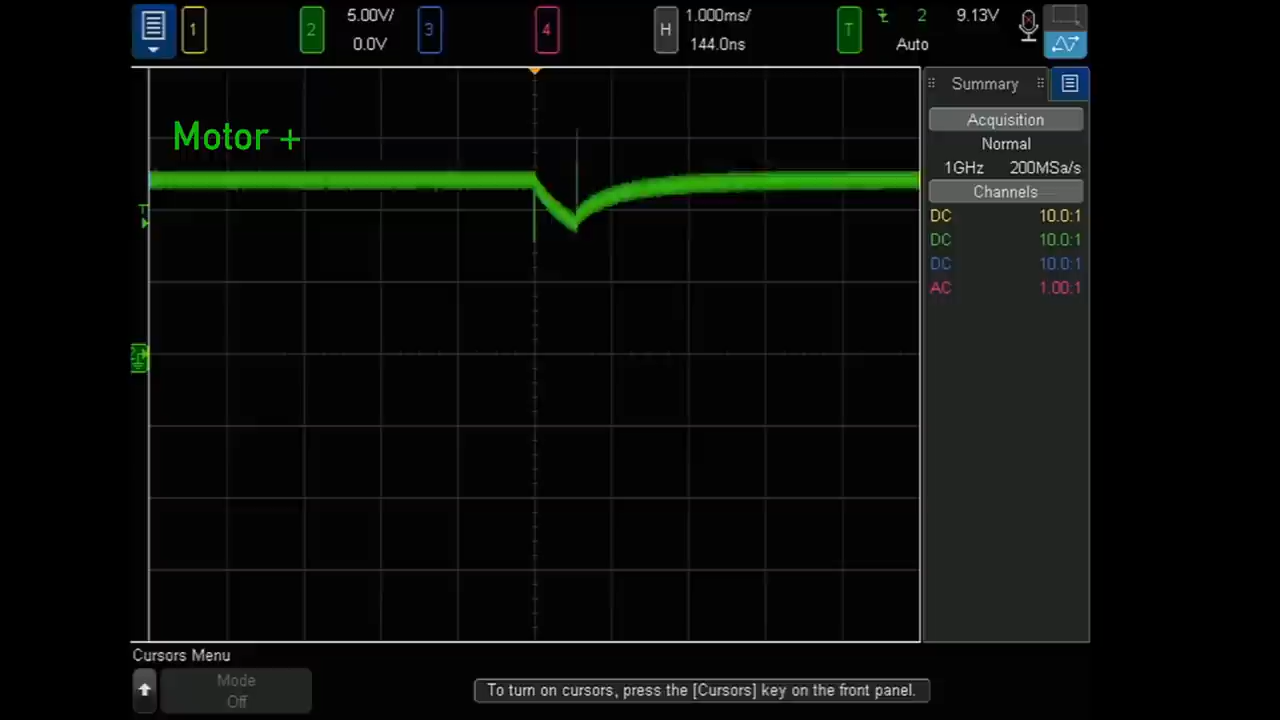 1
2
5.00V/
0.0V
3
4
H
1.000ms/
144.0ns
T
2
9.13V
Auto
Motor +
T
Summary
Acquisition
Normal
1GHz 200MSa/s
Channels
DC 10.0:1
DC 10.0:1
DC 10.0:1
AC 1.00:1
Cursors Menu
Mode
Off
To turn on cursors, press the [Cursors] key on the front panel.